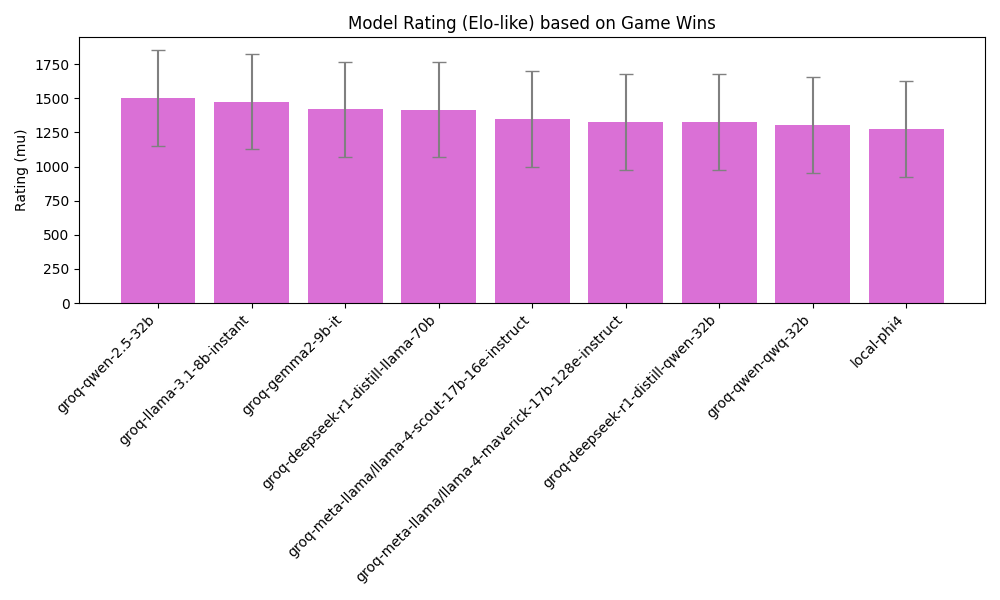 Model Rating (Elo-like) based on Game Wins
Rating (mu)
1750
1500
1250
1000
750
500
250
0
groq-qwen-2.5-32b
groq-llama-3.1-8b-instant
groq-gemma2-9b-it
groq-deepseek-r1-distill-llama-70b
groq-meta-llama/llama-4-scout-17b-16e-instruct
groq-meta-llama/llama-4-maverick-17b-128e-instruct
groq-deepseek-r1-distill-qwen-32b
groq-qwen-qwq-32b
local-phi4